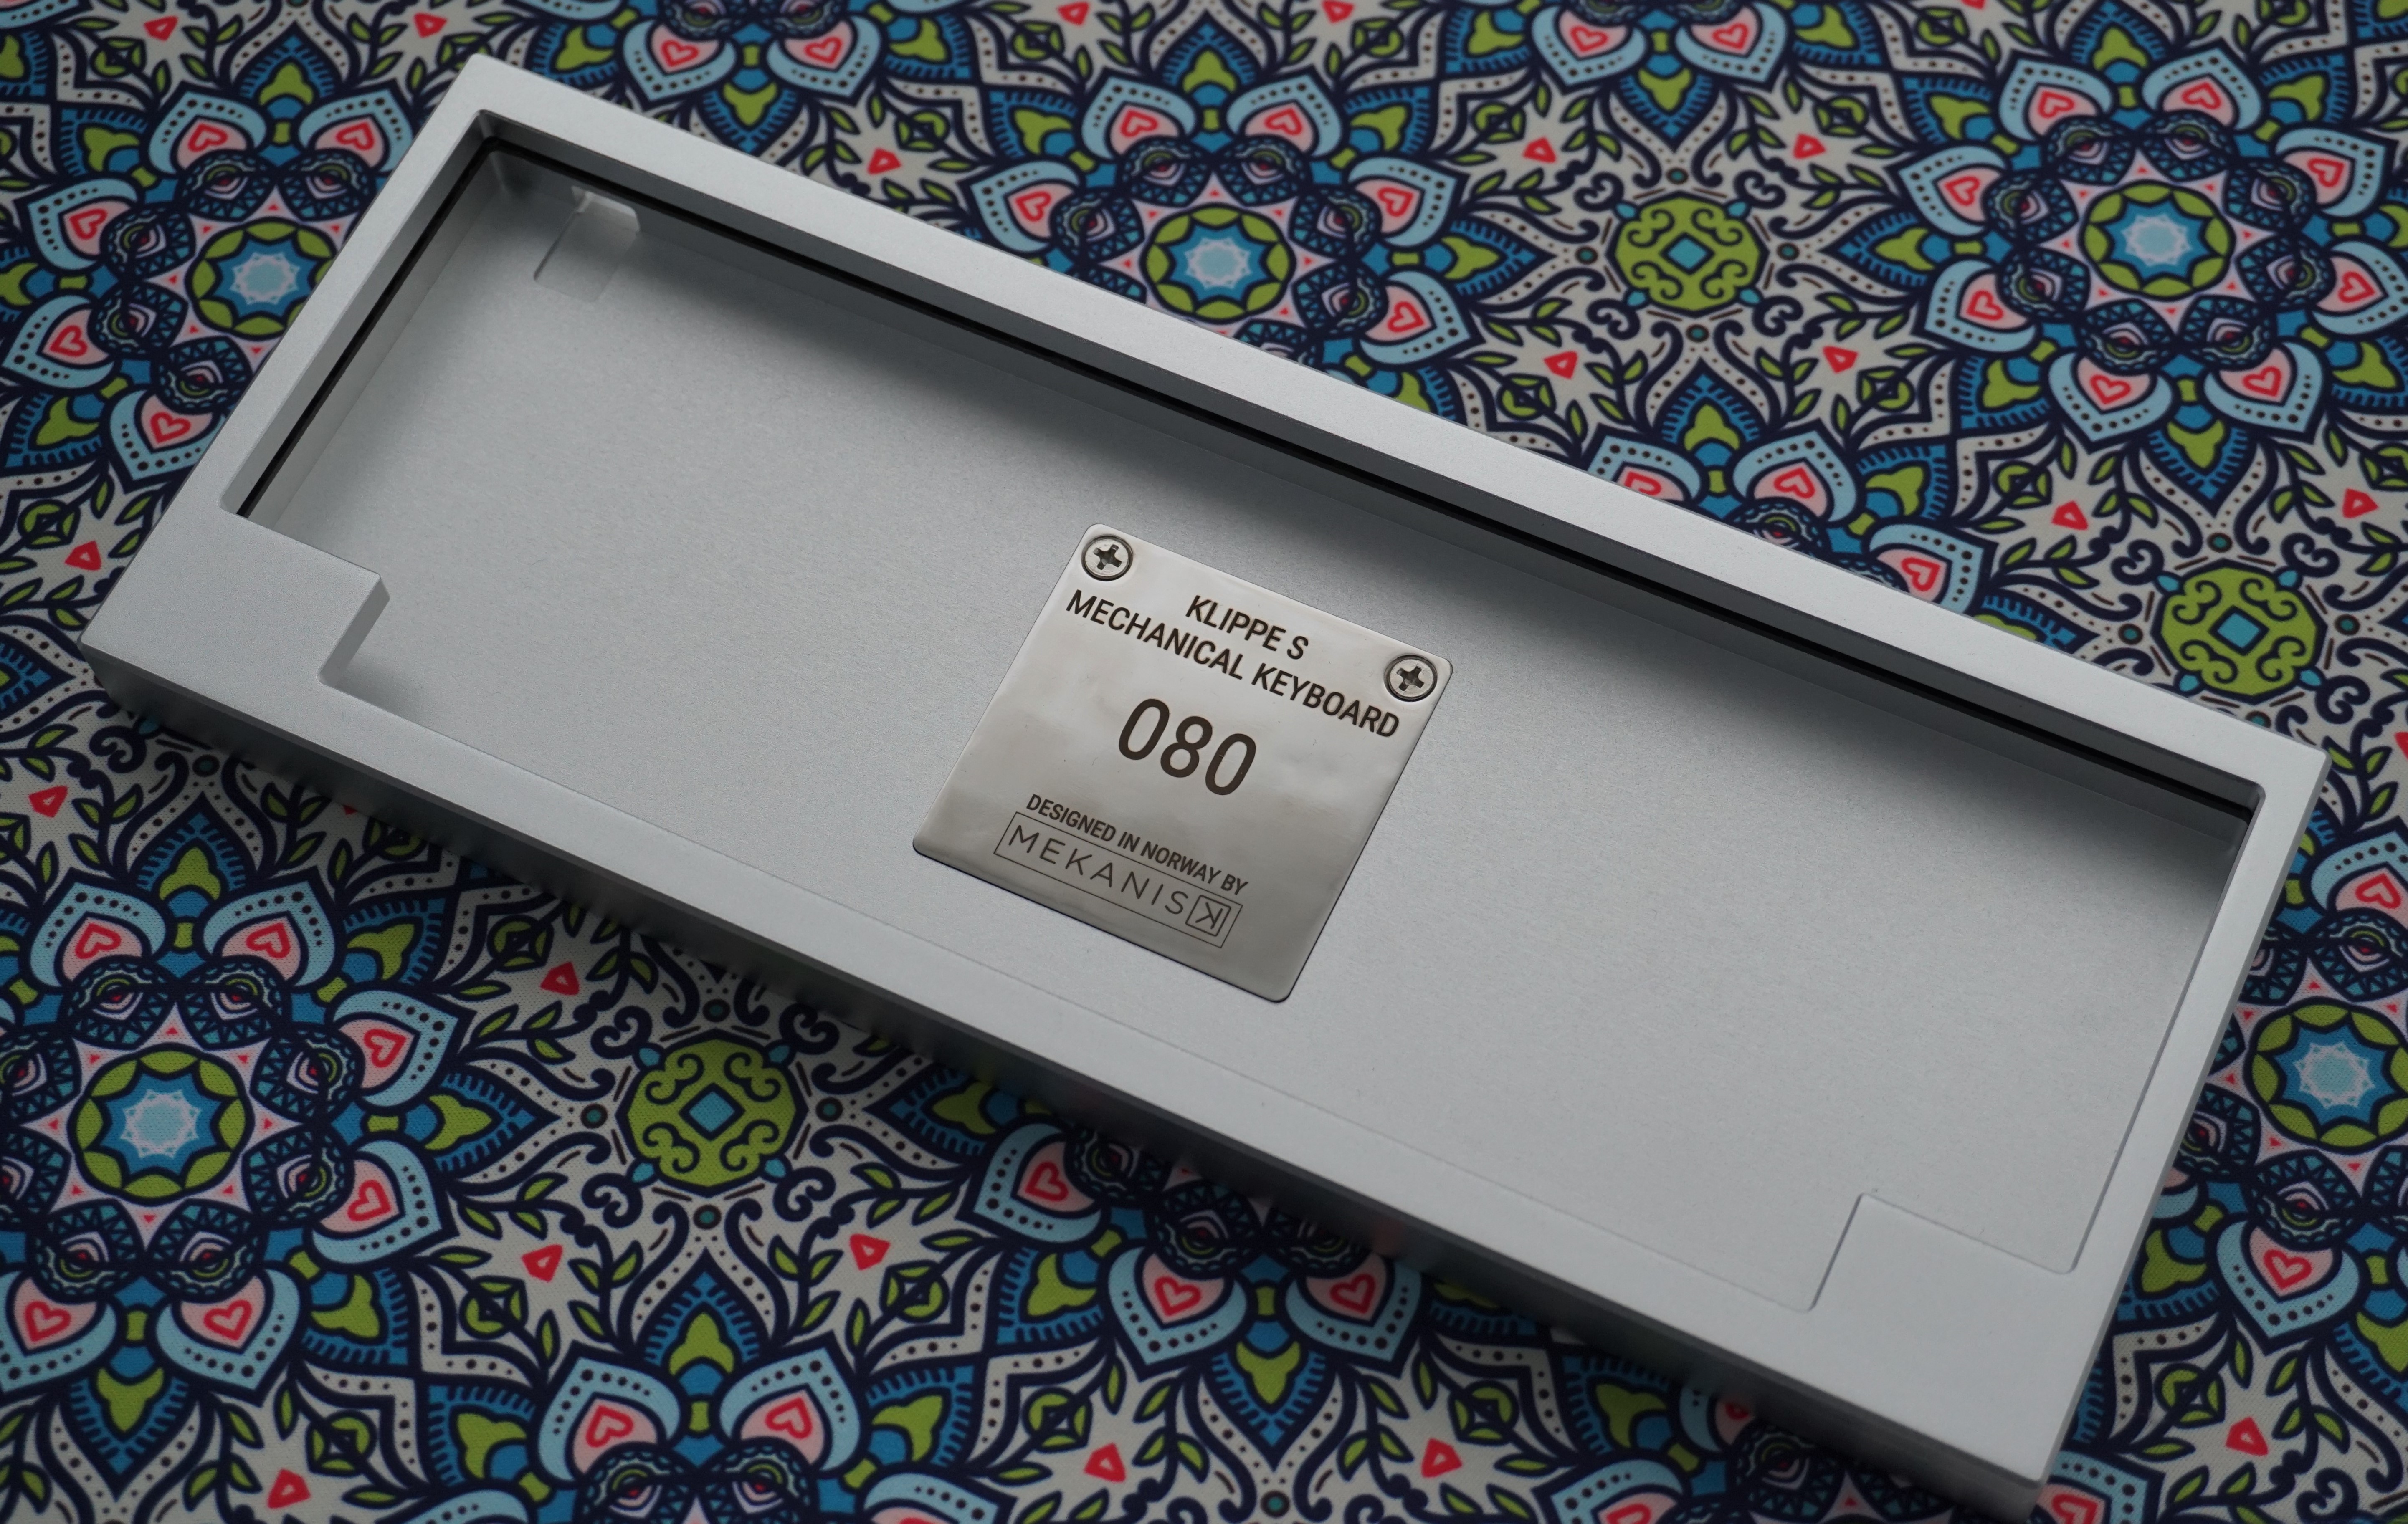 KLIPPE S
MECHANICAL KEYBOARD
080
DESIGNED IN NORWAY BY
MEKANISK